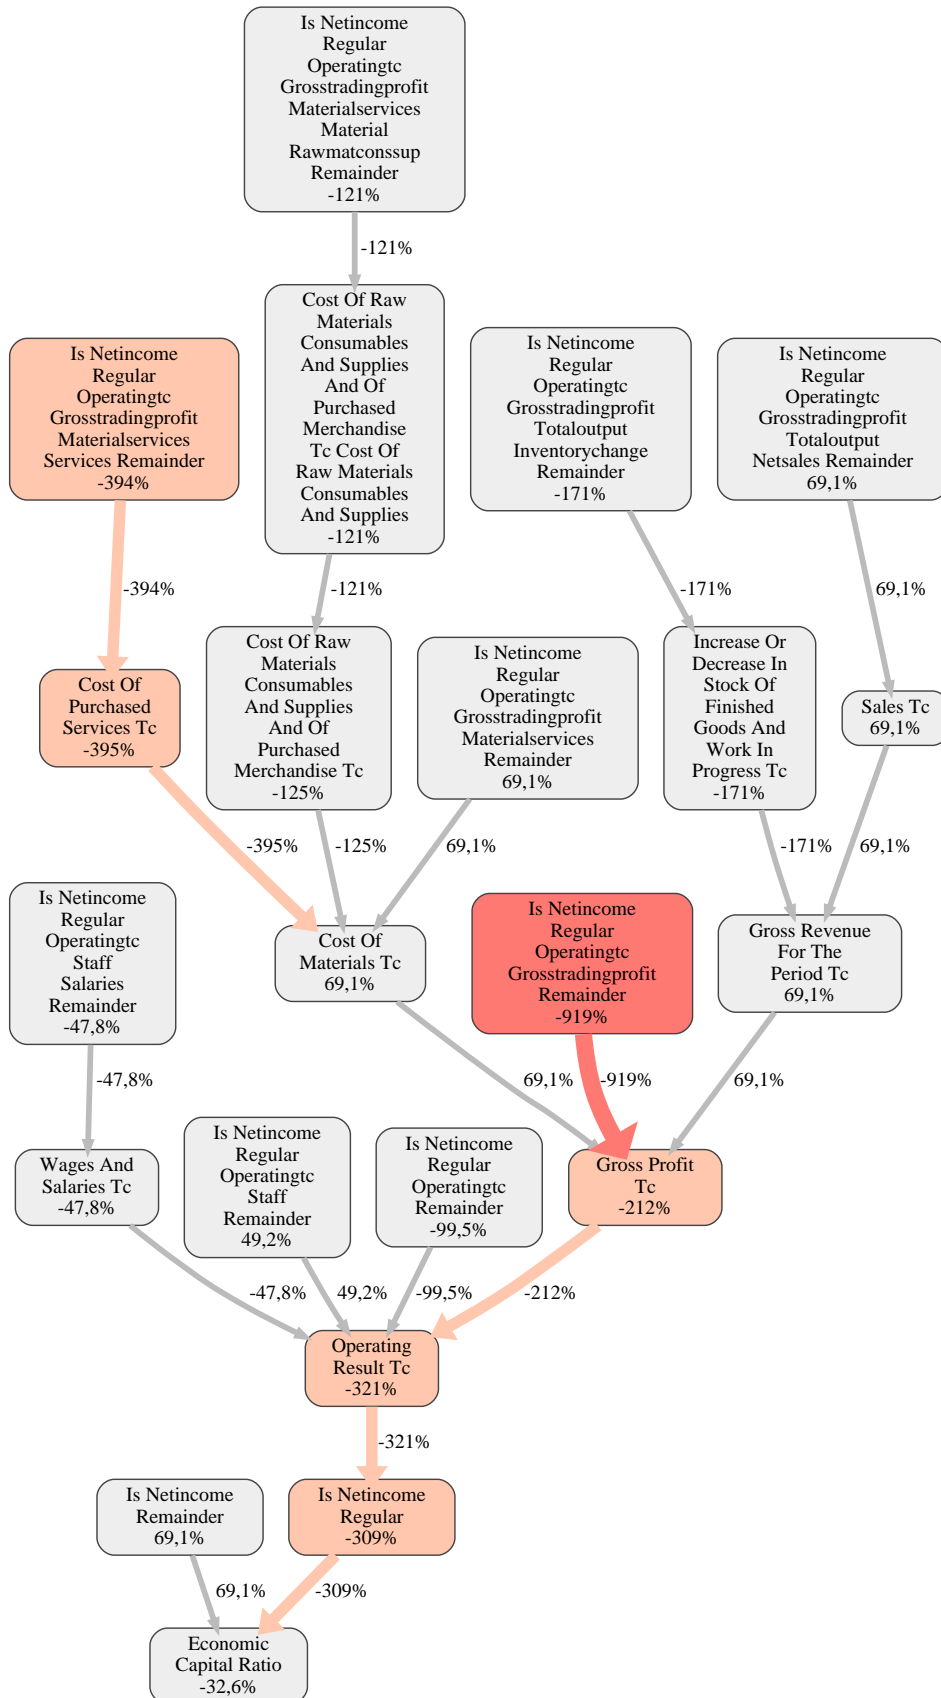 Is Netincome
Regular
Operatingtc
Grosstradingprofit
Materialservices
Material
Rawmatconssup
Remainder
-121%
-121%
Cost Of Raw
Materials
Consumables
And Supplies
And Of
Purchased
Merchandise
Tc Cost Of
Raw Materials
Consumables
And Supplies
-121%
Is Netincome
Regular
Operatingtc
Grosstradingprofit
Materialservices
Services Remainder
-394%
Is Netincome
Regular
Operatingtc
Grosstradingprofit
Totaloutput
Inventorychange
Remainder
-171%
Is Netincome
Regular
Operatingtc
Grosstradingprofit
Totaloutput
Netsales Remainder
69,1%
-394%
-121%
-171%
69,1%
Cost Of
Purchased
Services Tc
-395%
Cost Of Raw
Materials
Consumables
And Supplies
And Of
Purchased
Merchandise Tc
-125%
Is Netincome
Regular
Operatingtc
Grosstradingprofit
Materialservices
Remainder
69,1%
Increase Or
Decrease In
Stock Of
Finished
Goods And
Work In
Progress Tc
-171%
Sales Tc
69,1%
-395%
-125%
69,1%
-171%
69,1%
Is Netincome
Regular
Operatingtc
Staff
Salaries
Remainder
-47,8%
Cost Of
Materials Tc
69,1%
Is Netincome
Regular
Operatingtc
Grosstradingprofit
Remainder
-919%
Gross Revenue
For The
Period Tc
69,1%
-47,8%
69,1%
-919%
69,1%
Wages And
Salaries Tc
-47,8%
Is Netincome
Regular
Operatingtc
Staff
Remainder
49,2%
Is Netincome
Regular
Operatingtc
Remainder
-99,5%
Gross Profit
Tc
-212%
-47,8%
49,2%
-99,5%
-212%
Operating
Result Tc
-321%
-321%
Is Netincome
Remainder
69,1%
Is Netincome
Regular
-309%
69,1%
-309%
Economic
Capital Ratio
-32,6%